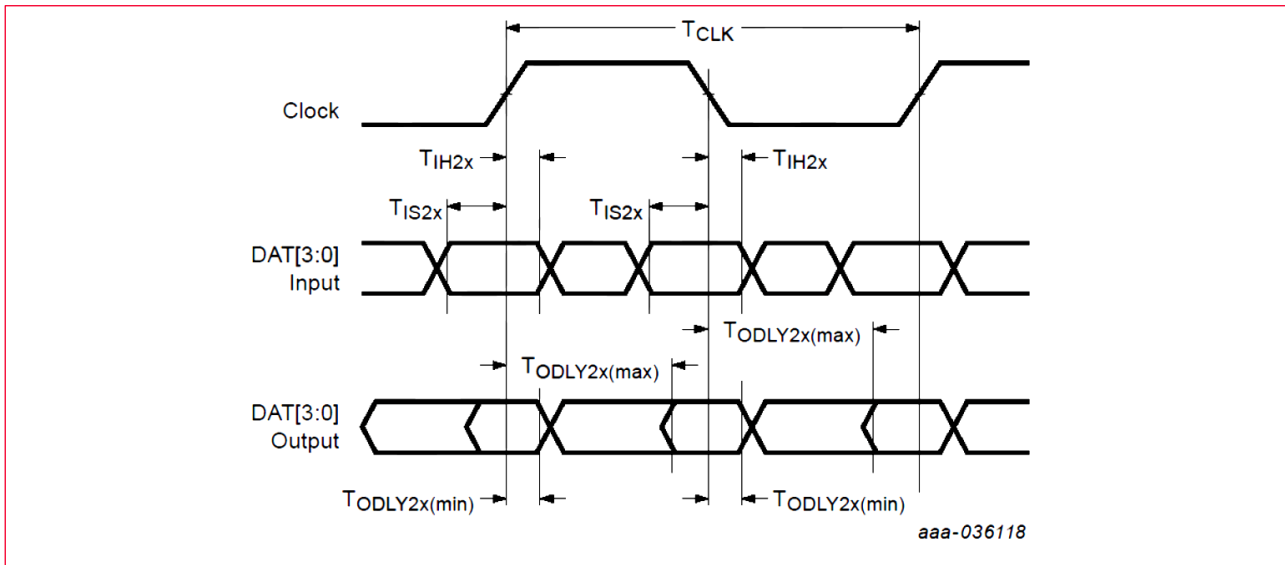 TCLK
Clock
TIH2x
TIH2x
TIS2x
TIS2x
DAT[3:0]
Input
TODLY2x(max)
TODLY2x(max)
DAT[3:0]
Output
TODLY2x(min)
TODLY2x(min)
aaa-036118